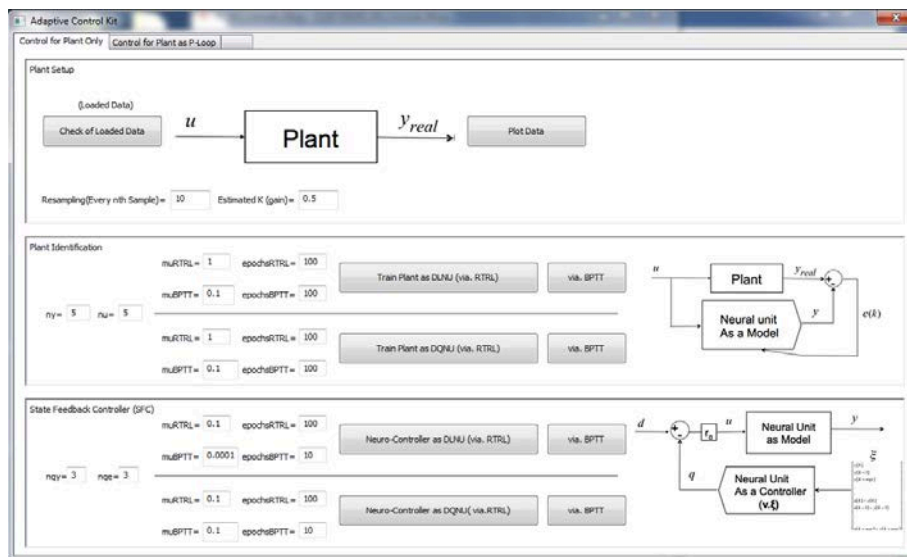 Adaptive Control Kit
Control for Plant Only Control for Plant as P-Loop
Plant Setup
(Loaded Data)
Check of Loaded Data u Plant y_real Plot Data
Resampling(Every nth Sample)= 10 Estimated K (gain)= 0.5
Plant Identification
muRTRL= 1 epochsRTRL= 100
Train Plant as DLNU (via. RTRL) via. BPTT
muBPTT= 0.1 epochsBPTT= 100
ny= 5 nu= 5
muRTRL= 1 epochsRTRL= 100
Train Plant as DQNU (via. RTRL) via. BPTT
muBPTT= 0.1 epochsBPTT= 100
u Plant y_real
+
-
Neural unit
As a Model
y e(k)
State Feedback Controller (SFC)
muRTRL= 0.1 epochsRTRL= 100
Neuro-Controller as DLNU (via. RTRL) via. BPTT
muBPTT= 0.0001 epochsBPTT= 10
nqy= 3 nqe= 3
muRTRL= 0.1 epochsRTRL= 100
Neuro-Controller as DQNU( via.RTRL) via. BPTT
muBPTT= 0.1 epochsBPTT= 10
d + - r₀ u
Neural Unit
as Model
y
q ξ
Neural Unit
As a Controller
(v.ξ)